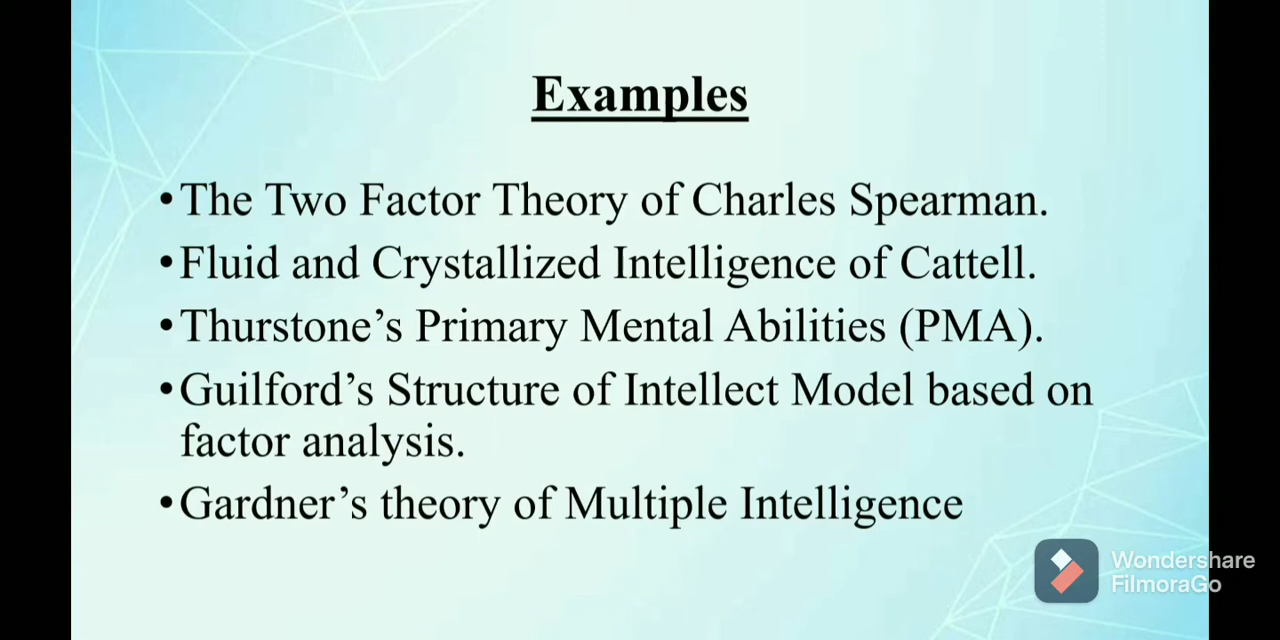 Examples
•The Two Factor Theory of Charles Spearman.
•Fluid and Crystallized Intelligence of Cattell.
•Thurstone’s Primary Mental Abilities (PMA).
•Guilford’s Structure of Intellect Model based on
factor analysis.
•Gardner’s theory of Multiple Intelligence
Wondershare
FilmoraGo